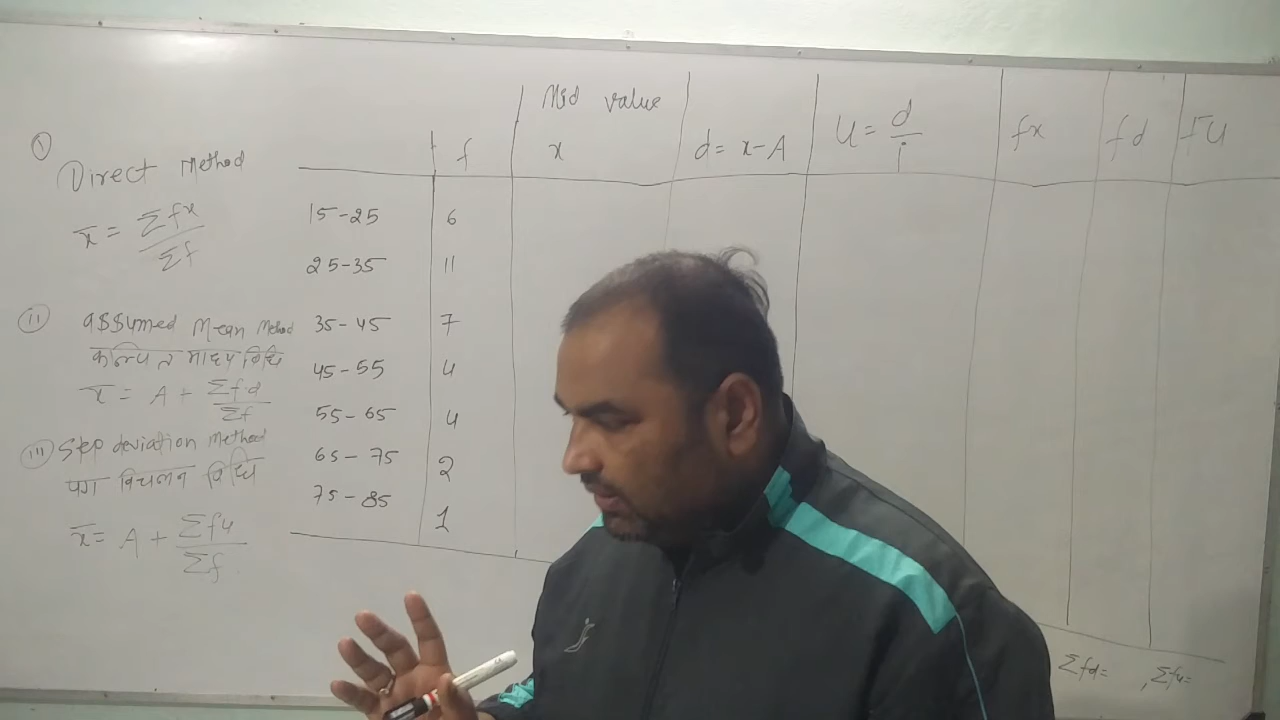 (i)
Direct Method
x̄ = Σfx / Σf
(ii) assumed Mean Method
कल्पित माध्य विधि
x̄ = A + Σfd / Σf
(iii) Step deviation Method
पग विचलन विधि
x̄ = A + Σfu / Σf
f
Mid value
x
d = x-A
U = d / i
fx
fd
fU
15-25 6
25-35 11
35-45 7
45-55 4
55-65 4
65-75 2
75-85 1
Σfd= , Σfu=